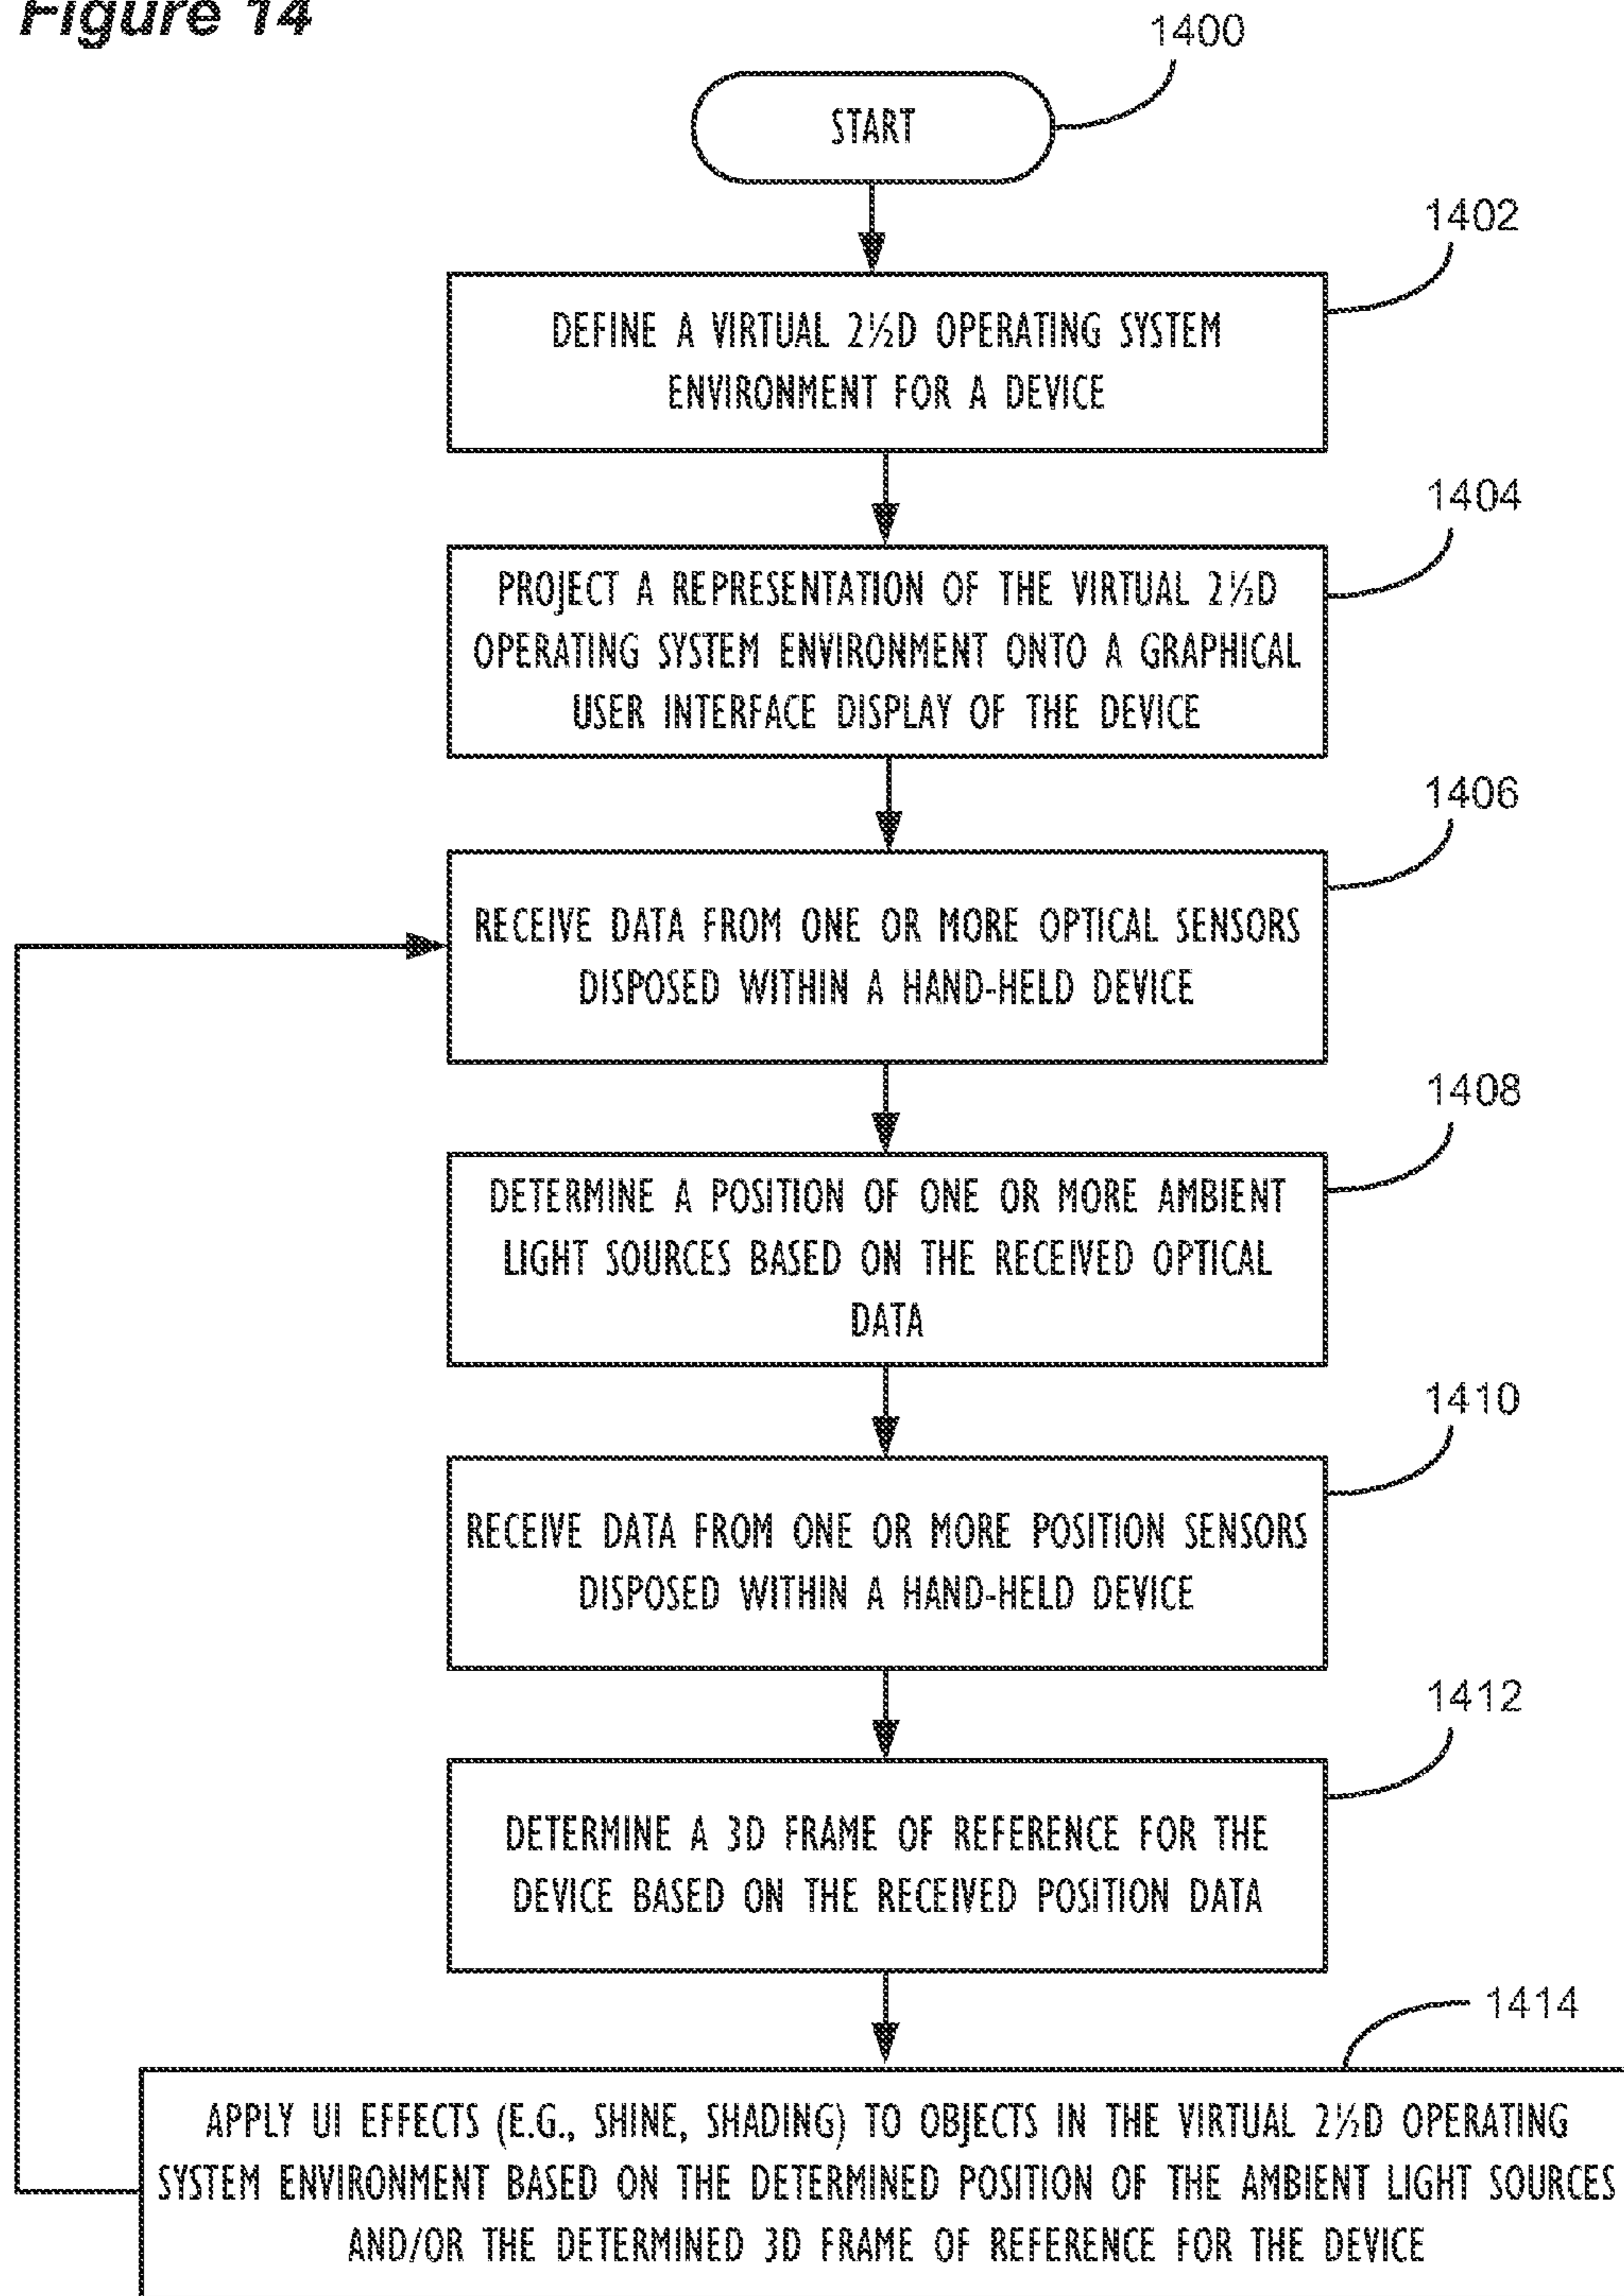 Figure 14
1400
START
1402
DEFINE A VIRTUAL 2½D OPERATING SYSTEM
ENVIRONMENT FOR A DEVICE
1404
PROJECT A REPRESENTATION OF THE VIRTUAL 2½D
OPERATING SYSTEM ENVIRONMENT ONTO A GRAPHICAL
USER INTERFACE DISPLAY OF THE DEVICE
1406
RECEIVE DATA FROM ONE OR MORE OPTICAL SENSORS
DISPOSED WITHIN A HAND-HELD DEVICE
1408
DETERMINE A POSITION OF ONE OR MORE AMBIENT
LIGHT SOURCES BASED ON THE RECEIVED OPTICAL
DATA
1410
RECEIVE DATA FROM ONE OR MORE POSITION SENSORS
DISPOSED WITHIN A HAND-HELD DEVICE
1412
DETERMINE A 3D FRAME OF REFERENCE FOR THE
DEVICE BASED ON THE RECEIVED POSITION DATA
1414
APPLY UI EFFECTS (E.G., SHINE, SHADING) TO OBJECTS IN THE VIRTUAL 2½D OPERATING
SYSTEM ENVIRONMENT BASED ON THE DETERMINED POSITION OF THE AMBIENT LIGHT SOURCES
AND/OR THE DETERMINED 3D FRAME OF REFERENCE FOR THE DEVICE